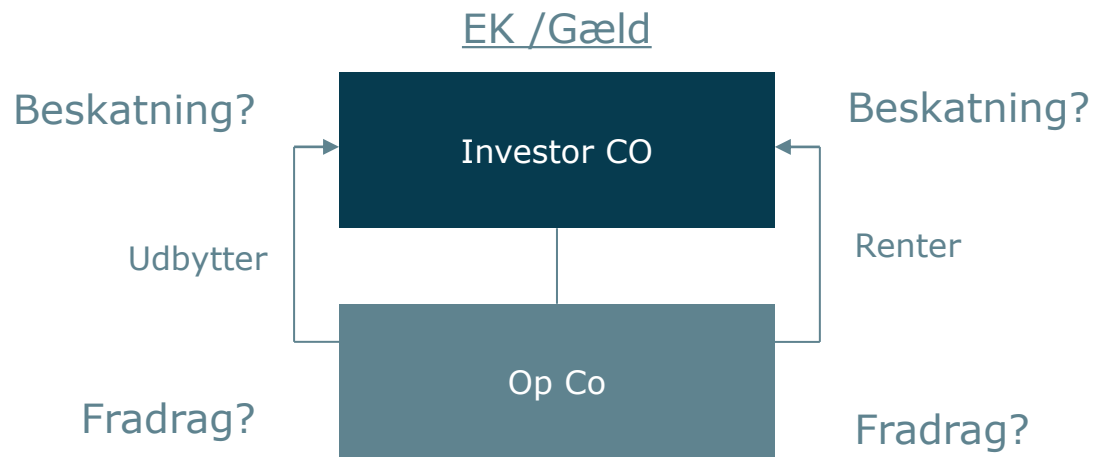 EK /Gæld
Beskatning?
Beskatning?
Investor CO
Udbytter
Renter
Op Co
Fradrag?
Fradrag?